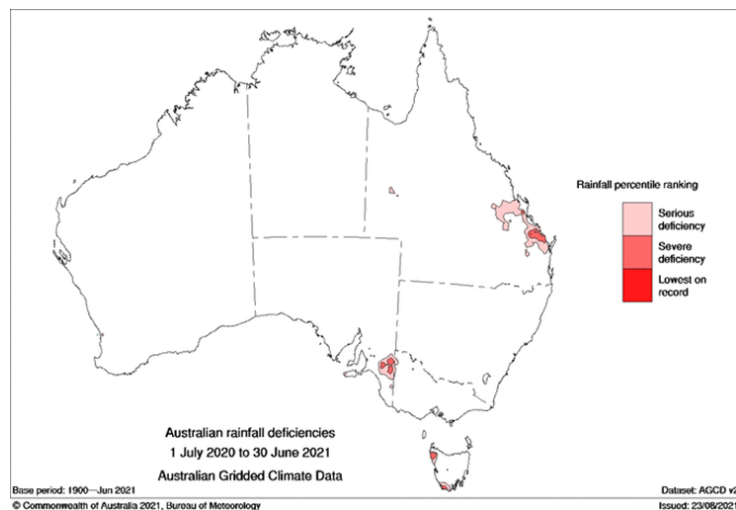 Rainfall percentile ranking
Serious
deficiency
Severe
deficiency
Lowest on
record
Australian rainfall deficiencies
1 July 2020 to 30 June 2021
Australian Gridded Climate Data
Base period: 1900—Jun 2021
Dataset: AGCD v2
© Commonwealth of Australia 2021, Bureau of Meteorology
Issued: 23/08/2021